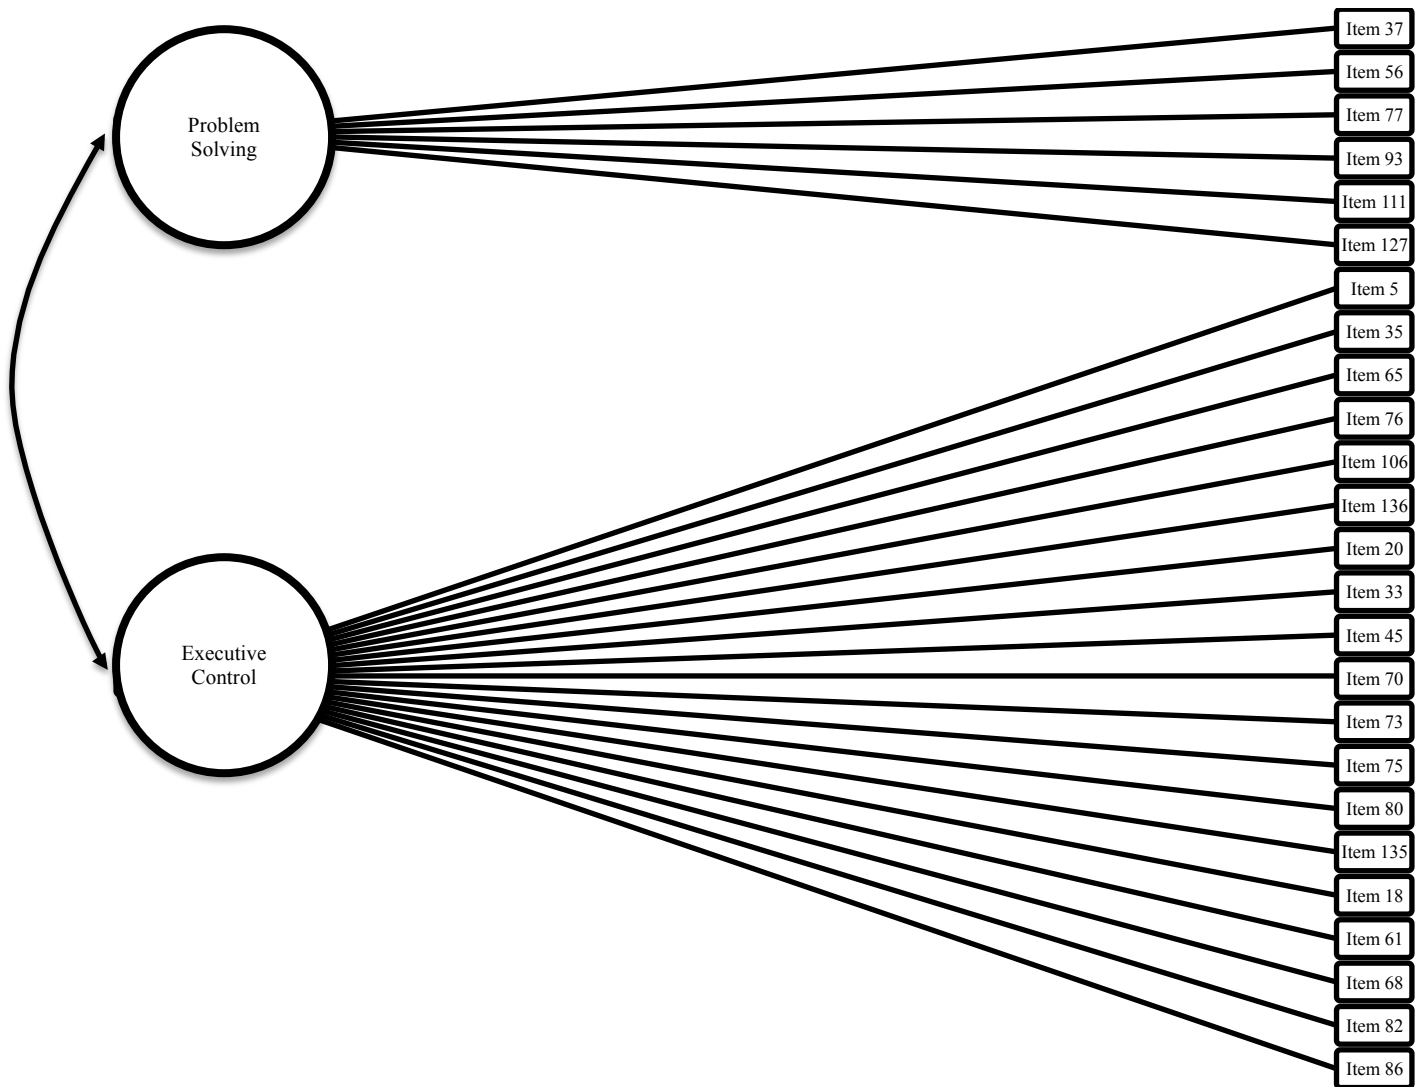 Problem
Solving
Executive
Control
Item 37
Item 56
Item 77
Item 93
Item 111
Item 127
Item 5
Item 35
Item 65
Item 76
Item 106
Item 136
Item 20
Item 33
Item 45
Item 70
Item 73
Item 75
Item 80
Item 135
Item 18
Item 61
Item 68
Item 82
Item 86